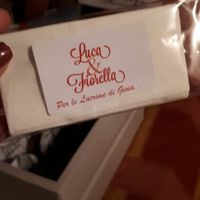 Luca
&
Fiorella
Per le Lacrime di Gioia...